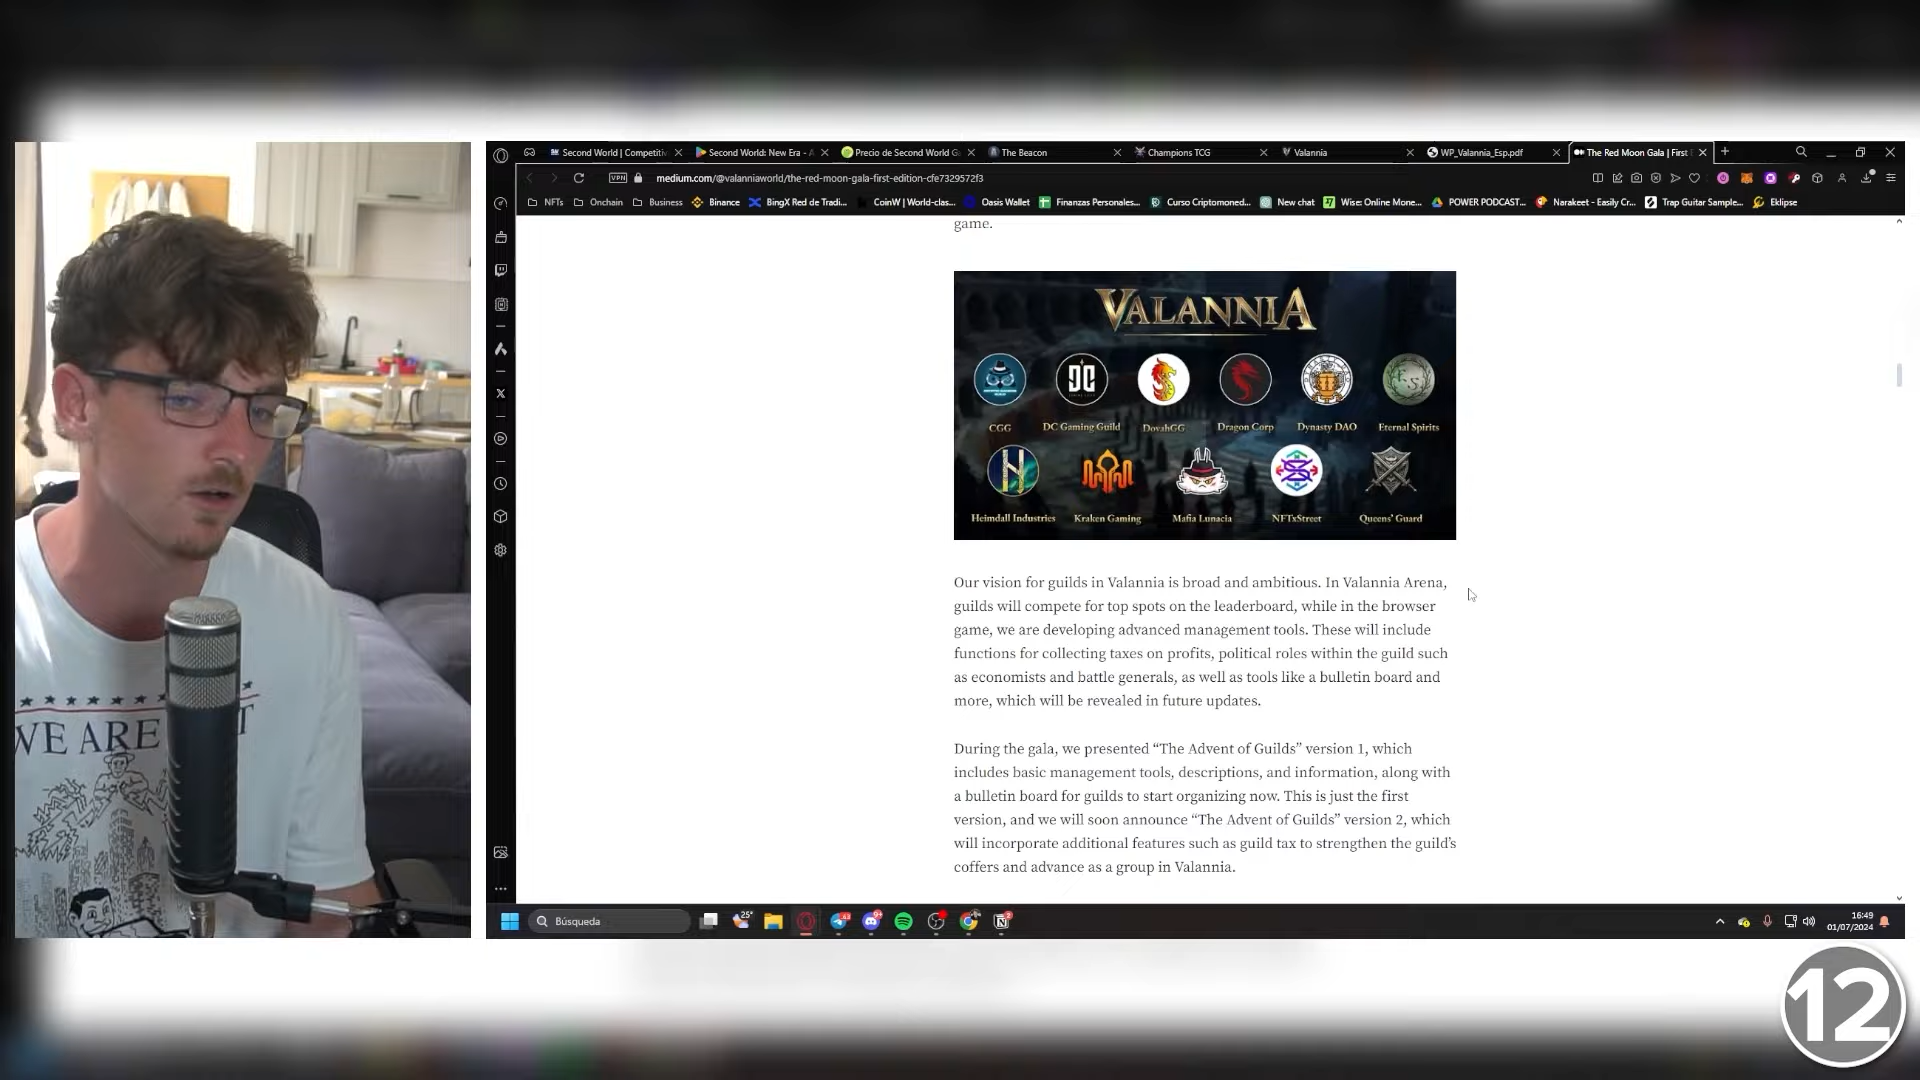 Second World | Competiti
Second World: New Era - A
Precio de Second World G
The Beacon
Champions TCG
Valannia
WP_Valannia_Esp.pdf
The Red Moon Gala | First
VPN
medium.com/@valanniaworld/the-red-moon-gala-first-edition-cfe7329572f3
NFTs
Onchain
Business
Binance
BingX Red de Tradi...
CoinW | World-clas...
Oasis Wallet
Finanzas Personales...
Curso Criptomoned...
New chat
Wise: Online Mone...
POWER PODCAST...
Narakeet - Easily Cr...
Trap Guitar Sample...
Eklipse
game.
VALANNIA
DC
CGG
DC Gaming Guild
DovahGG
Dragon Corp
Dynasty DAO
Eternal Spirits
Heimdall Industries
Kraken Gaming
Mafia Lunacia
NFTxStreet
Queens' Guard
Our vision for guilds in Valannia is broad and ambitious. In Valannia Arena,
guilds will compete for top spots on the leaderboard, while in the browser
game, we are developing advanced management tools. These will include
functions for collecting taxes on profits, political roles within the guild such
as economists and battle generals, as well as tools like a bulletin board and
more, which will be revealed in future updates.
During the gala, we presented “The Advent of Guilds” version 1, which
includes basic management tools, descriptions, and information, along with
a bulletin board for guilds to start organizing now. This is just the first
version, and we will soon announce “The Advent of Guilds” version 2, which
will incorporate additional features such as guild tax to strengthen the guild’s
coffers and advance as a group in Valannia.
WE ARE
Búsqueda
25°
16:49
01/07/2024
12